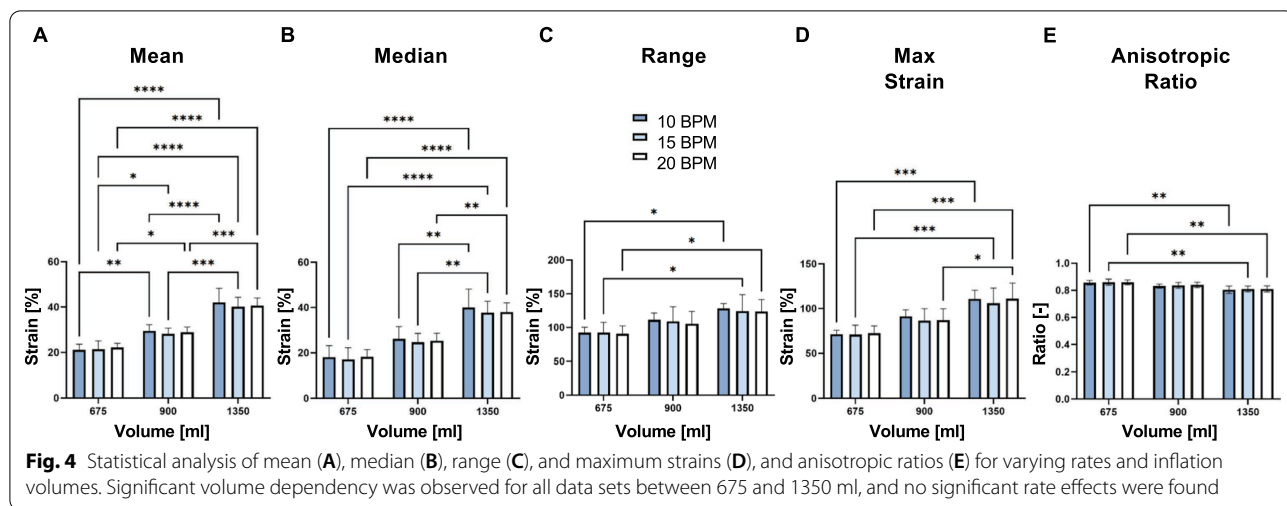 A
Mean
****
****
****
*
****
*
***
**
***
Strain [%]
60
40
20
0
675
900
1350
Volume [ml]
B
Median
****
****
****
**
**
**
Strain [%]
60
40
20
0
675
900
1350
Volume [ml]
C
Range
10 BPM
15 BPM
20 BPM
*
*
*
Strain [%]
200
150
100
50
0
675
900
1350
Volume [ml]
D
Max
Strain
***
***
***
*
Strain [%]
200
150
100
50
0
675
900
1350
Volume [ml]
E
Anisotropic
Ratio
**
**
**
Ratio [-]
1.0
0.8
0.6
0.4
0.2
0.0
675
900
1350
Volume [ml]
Fig. 4 Statistical analysis of mean (A), median (B), range (C), and maximum strains (D), and anisotropic ratios (E) for varying rates and inflation
volumes. Significant volume dependency was observed for all data sets between 675 and 1350 ml, and no significant rate effects were found